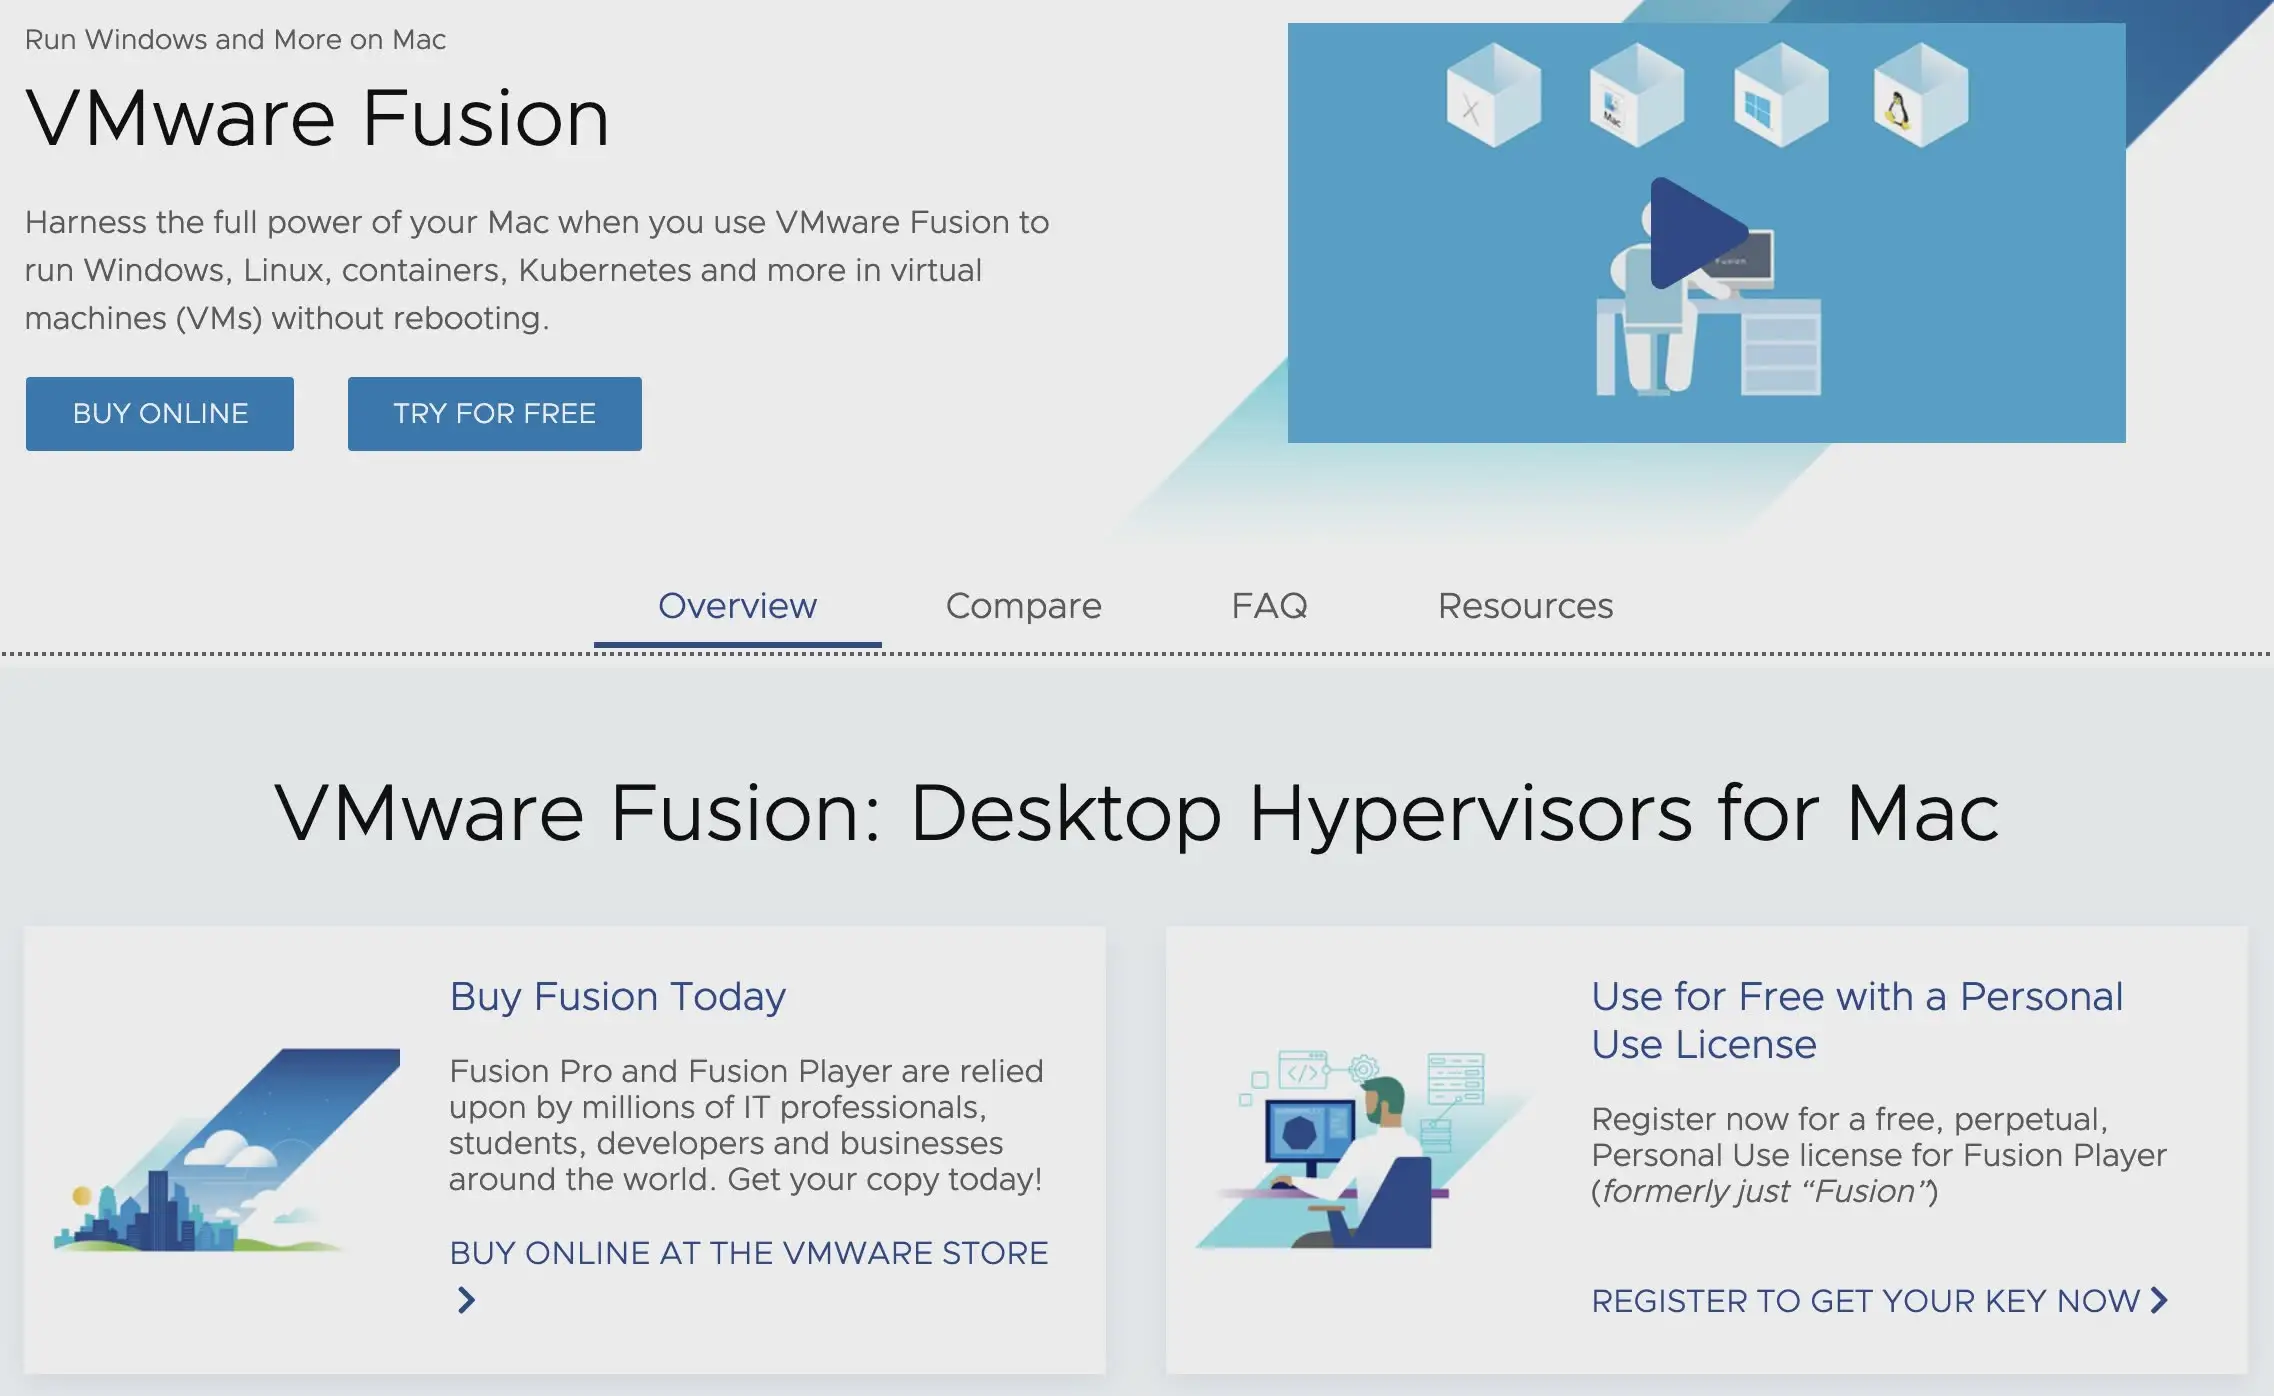 Run Windows and More on Mac
VMware Fusion
Harness the full power of your Mac when you use VMware Fusion to
run Windows, Linux, containers, Kubernetes and more in virtual
machines (VMs) without rebooting.
BUY ONLINE
TRY FOR FREE
X
Mac
Fusion
Overview
Compare
FAQ
Resources
VMware Fusion: Desktop Hypervisors for Mac
Buy Fusion Today
Fusion Pro and Fusion Player are relied
upon by millions of IT professionals,
students, developers and businesses
around the world. Get your copy today!
BUY ONLINE AT THE VMWARE STORE
Use for Free with a Personal
Use License
Register now for a free, perpetual,
Personal Use license for Fusion Player
(formerly just “Fusion”)
REGISTER TO GET YOUR KEY NOW